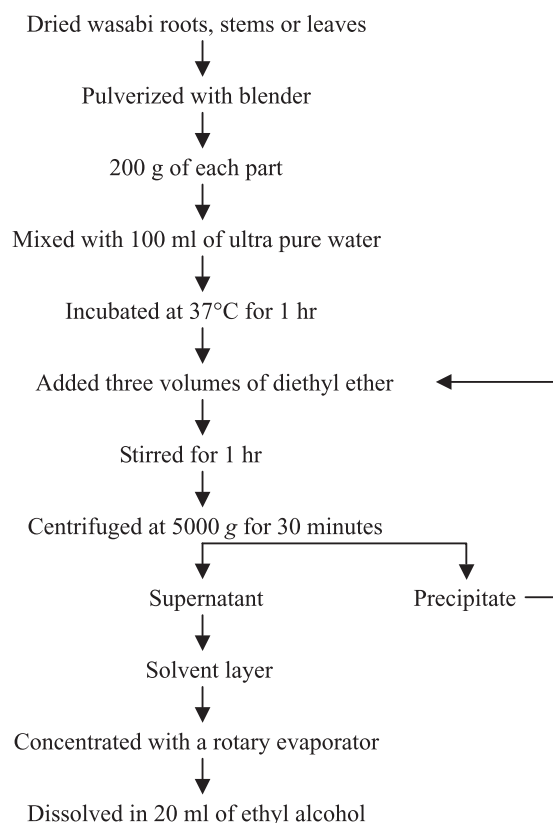 Dried wasabi roots, stems or leaves
Pulverized with blender
200 g of each part
Mixed with 100 ml of ultra pure water
Incubated at 37°C for 1 hr
Added three volumes of diethyl ether
Stirred for 1 hr
Centrifuged at 5000 g for 30 minutes
Supernatant
Precipitate
Solvent layer
Concentrated with a rotary evaporator
Dissolved in 20 ml of ethyl alcohol